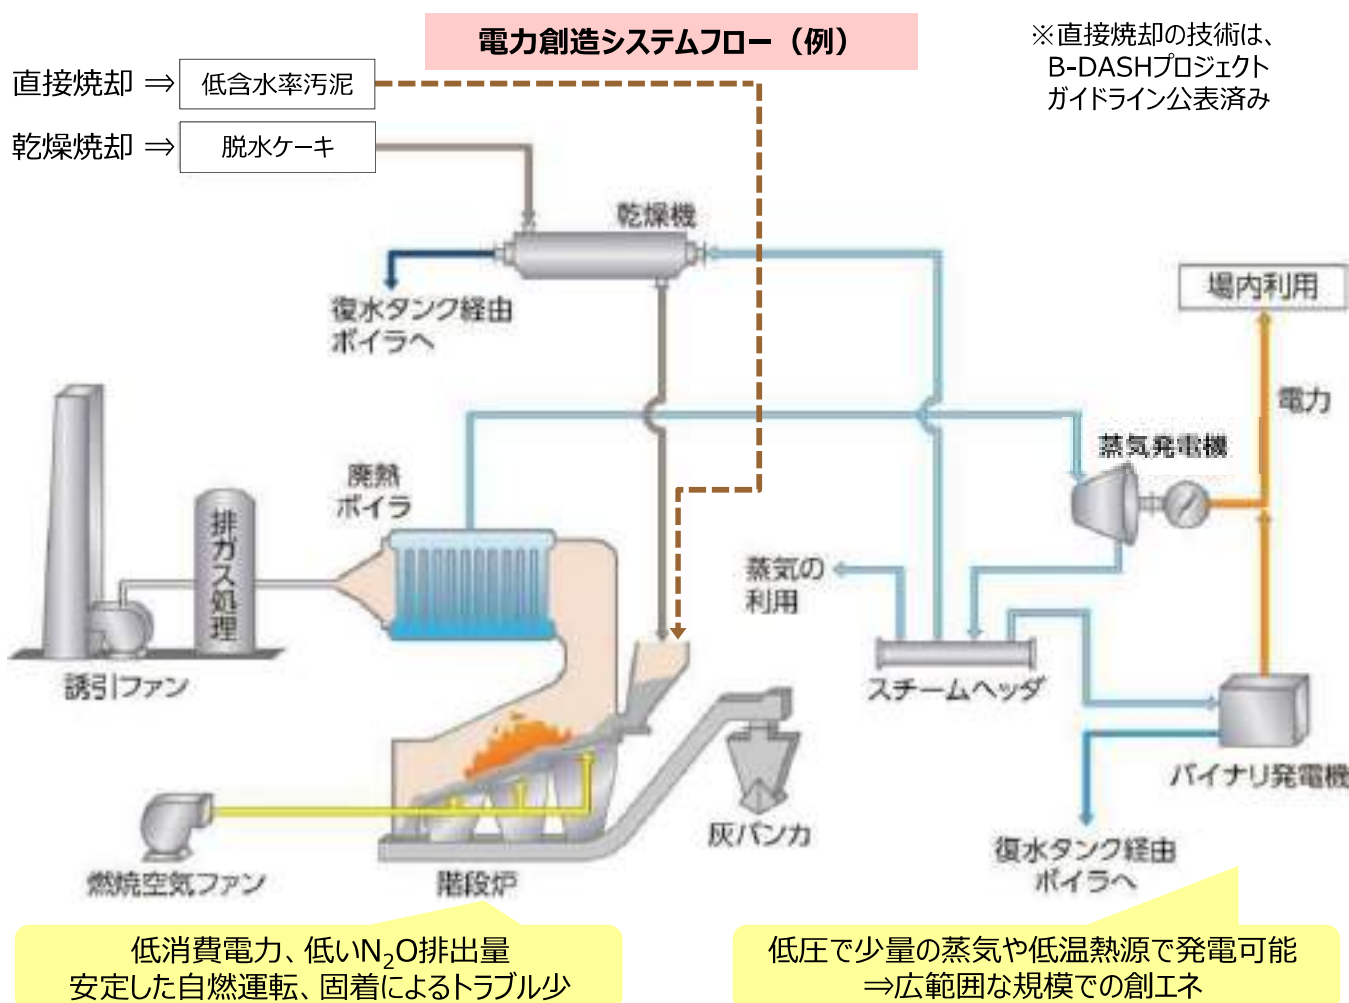 電力創造システムフロー（例）
※直接焼却の技術は、
B-DASHプロジェクト
ガイドライン公表済み
直接焼却 ⇒ 低含水率汚泥
乾燥焼却 ⇒ 脱水ケーキ
乾燥機
復水タンク経由
ボイラへ
場内利用
電力
蒸気発電機
廃熱
ボイラ
排ガス処理
蒸気の
利用
スチームヘッダ
誘引ファン
バイナリ発電機
灰バンカ
復水タンク経由
ボイラへ
燃焼空気ファン
階段炉
低消費電力、低いN₂O排出量
安定した自燃運転、固着によるトラブル少
低圧で少量の蒸気や低温熱源で発電可能
⇒広範囲な規模での創エネ